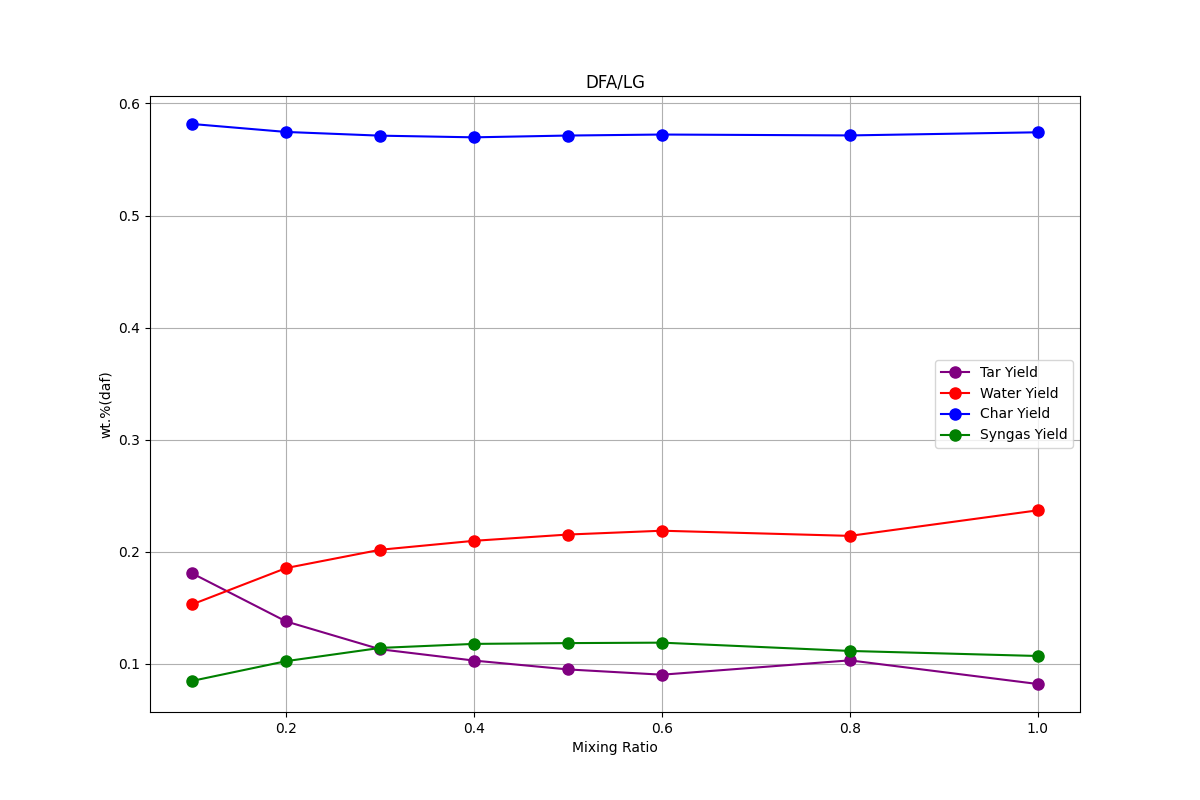 DFA/LG
0.6
0.5
0.4
0.3
0.2
0.1
wt.%(daf)
Tar Yield
Water Yield
Char Yield
Syngas Yield
0.2 0.4 0.6 0.8 1.0
Mixing Ratio